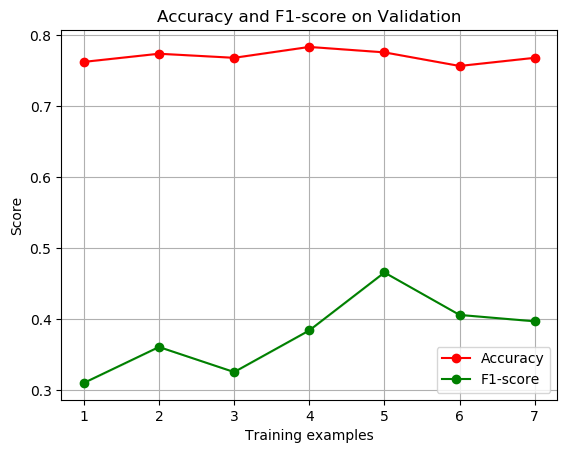 Accuracy and F1-score on Validation
Score
0.8
0.7
0.6
0.5
0.4
0.3
1 2 3 4 5 6 7
Training examples
Accuracy
F1-score